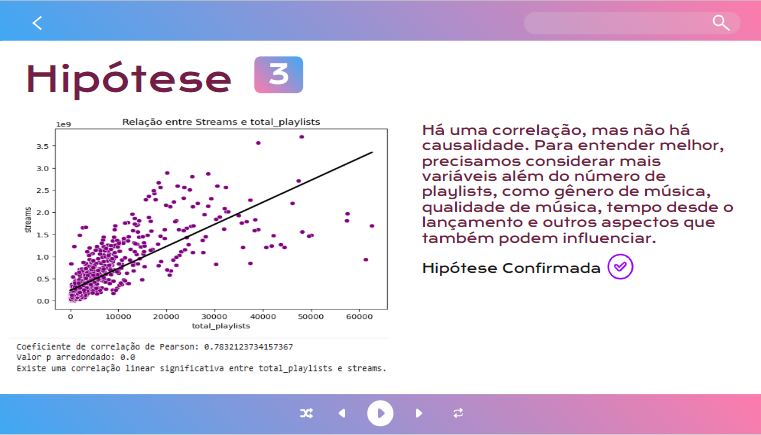 Hipótese 3
Relação entre Streams e total_playlists
1e9
3.5
3.0
2.5
2.0
1.5
1.0
0.5
0.0
streams
0 10000 20000 30000 40000 50000 60000
total_playlists
Coeficiente de correlação de Pearson: 0.7832123734157367
Valor p arredondado: 0.0
Existe uma correlação linear significativa entre total_playlists e streams.
Há uma correlação, mas não há
causalidade. Para entender melhor,
precisamos considerar mais
variáveis além do número de
playlists, como gênero de música,
qualidade de música, tempo desde o
lançamento e outros aspectos que
também podem influenciar.
Hipótese Confirmada